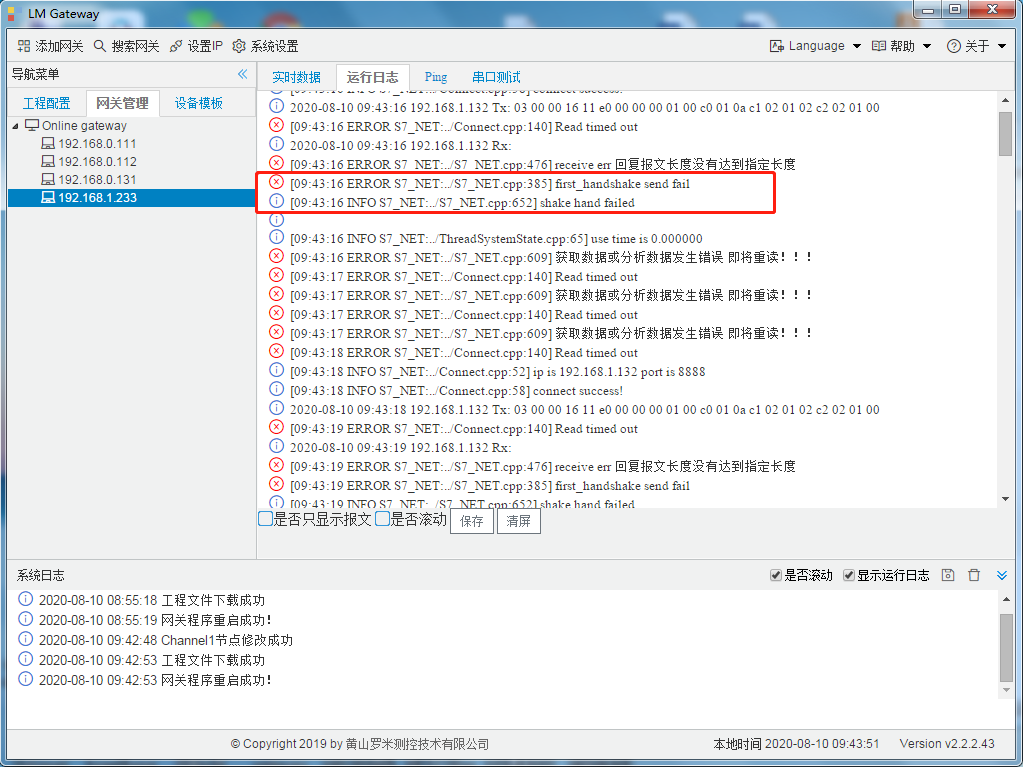 LM Gateway
添加网关 搜索网关 设置IP 系统设置 Language 帮助 关于
导航菜单
实时数据 运行日志 Ping 串口测试
工程配置 网关管理 设备模板
Online gateway
192.168.0.111
192.168.0.112
192.168.0.131
192.168.1.233
[09:43:16 INFO S7_NET:../Connect.cpp:58] connect success!
2020-08-10 09:43:16 192.168.1.132 Tx: 03 00 00 16 11 e0 00 00 00 01 00 c0 01 0a c1 02 01 02 c2 02 01 00
[09:43:16 ERROR S7_NET:../Connect.cpp:140] Read timed out
2020-08-10 09:43:16 192.168.1.132 Rx:
[09:43:16 ERROR S7_NET:../S7_NET.cpp:476] receive err 回复报文长度没有达到指定长度
[09:43:16 ERROR S7_NET:../S7_NET.cpp:385] first_handshake send fail
[09:43:16 INFO S7_NET:../S7_NET.cpp:652] shake hand failed
[09:43:16 INFO S7_NET:../ThreadSystemState.cpp:65] use time is 0.000000
[09:43:16 ERROR S7_NET:../S7_NET.cpp:609] 获取数据或分析数据发生错误 即将重读！！！
[09:43:17 ERROR S7_NET:../Connect.cpp:140] Read timed out
[09:43:17 ERROR S7_NET:../S7_NET.cpp:609] 获取数据或分析数据发生错误 即将重读！！！
[09:43:17 ERROR S7_NET:../Connect.cpp:140] Read timed out
[09:43:17 ERROR S7_NET:../S7_NET.cpp:609] 获取数据或分析数据发生错误 即将重读！！！
[09:43:18 ERROR S7_NET:../Connect.cpp:140] Read timed out
[09:43:18 INFO S7_NET:../Connect.cpp:52] ip is 192.168.1.132 port is 8888
[09:43:18 INFO S7_NET:../Connect.cpp:58] connect success!
2020-08-10 09:43:18 192.168.1.132 Tx: 03 00 00 16 11 e0 00 00 00 01 00 c0 01 0a c1 02 01 02 c2 02 01 00
[09:43:19 ERROR S7_NET:../Connect.cpp:140] Read timed out
2020-08-10 09:43:19 192.168.1.132 Rx:
[09:43:19 ERROR S7_NET:../S7_NET.cpp:476] receive err 回复报文长度没有达到指定长度
[09:43:19 ERROR S7_NET:../S7_NET.cpp:385] first_handshake send fail
[09:43:19 INFO S7_NET:../S7_NET.cpp:652] shake hand failed
是否只显示报文 是否滚动 保存 清屏
系统日志 是否滚动 显示运行日志
2020-08-10 08:55:18 工程文件下载成功
2020-08-10 08:55:19 网关程序重启成功!
2020-08-10 09:42:48 Channel1节点修改成功
2020-08-10 09:42:53 工程文件下载成功
2020-08-10 09:42:53 网关程序重启成功!
© Copyright 2019 by 黄山罗米测控技术有限公司 本地时间 2020-08-10 09:43:51 Version v2.2.2.43